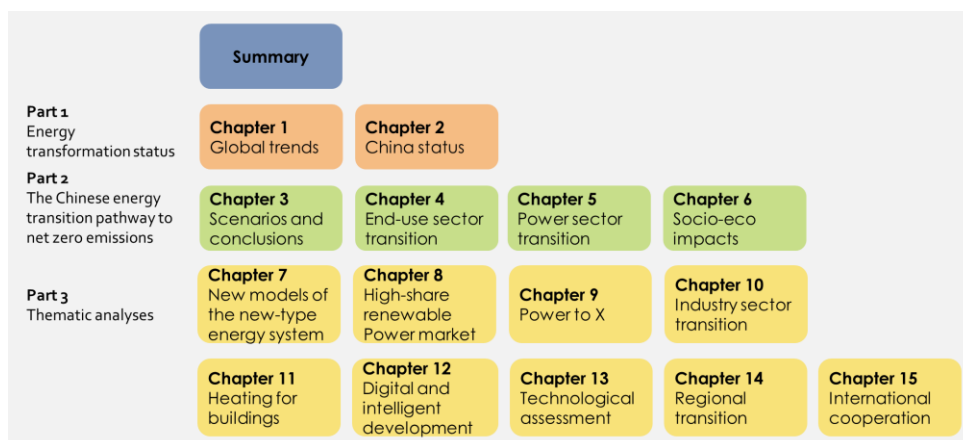 Summary
Part 1
Energy
transformation status
Chapter 1
Global trends
Chapter 2
China status
Part 2
The Chinese energy
transition pathway to
net zero emissions
Chapter 3
Scenarios and
conclusions
Chapter 4
End-use sector
transition
Chapter 5
Power sector
transition
Chapter 6
Socio-eco
impacts
Part 3
Thematic analyses
Chapter 7
New models of
the new-type
energy system
Chapter 8
High-share
renewable
Power market
Chapter 9
Power to X
Chapter 10
Industry sector
transition
Chapter 11
Heating for
buildings
Chapter 12
Digital and
intelligent
development
Chapter 13
Technological
assessment
Chapter 14
Regional
transition
Chapter 15
International
cooperation